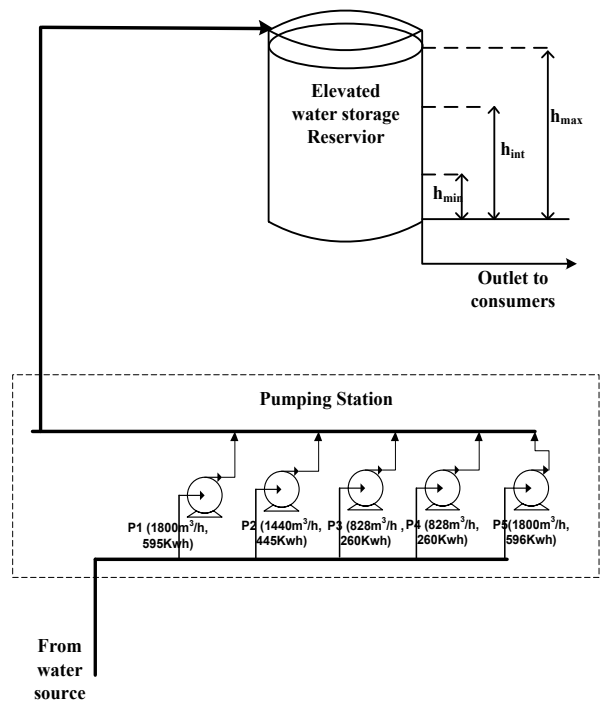 Elevated
water storage
Reservior
h_max
h_int
h_min
Outlet to
consumers
Pumping Station
P1 (1800m³/h,
595Kwh)
P2 (1440m³/h,
445Kwh)
P3 (828m³/h ,
260Kwh)
P4 (828m³/h,
260Kwh)
P5(1800m³/h,
596Kwh)
From
water
source